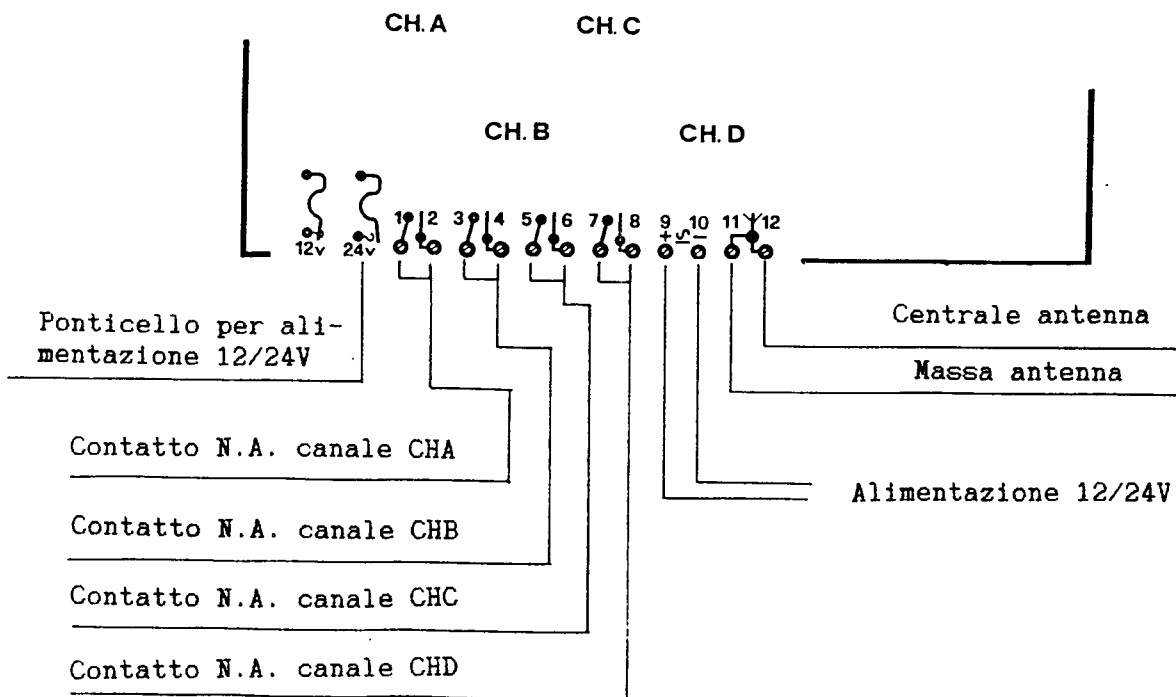 CH. A CH. C
CH. B CH. D
1 2 3 4 5 6 7 8 9 10 11 12
+ –
12v 24v
Ponticello per ali-
mentazione 12/24V
Centrale antenna
Massa antenna
Contatto N.A. canale CHA
Alimentazione 12/24V
Contatto N.A. canale CHB
Contatto N.A. canale CHC
Contatto N.A. canale CHD